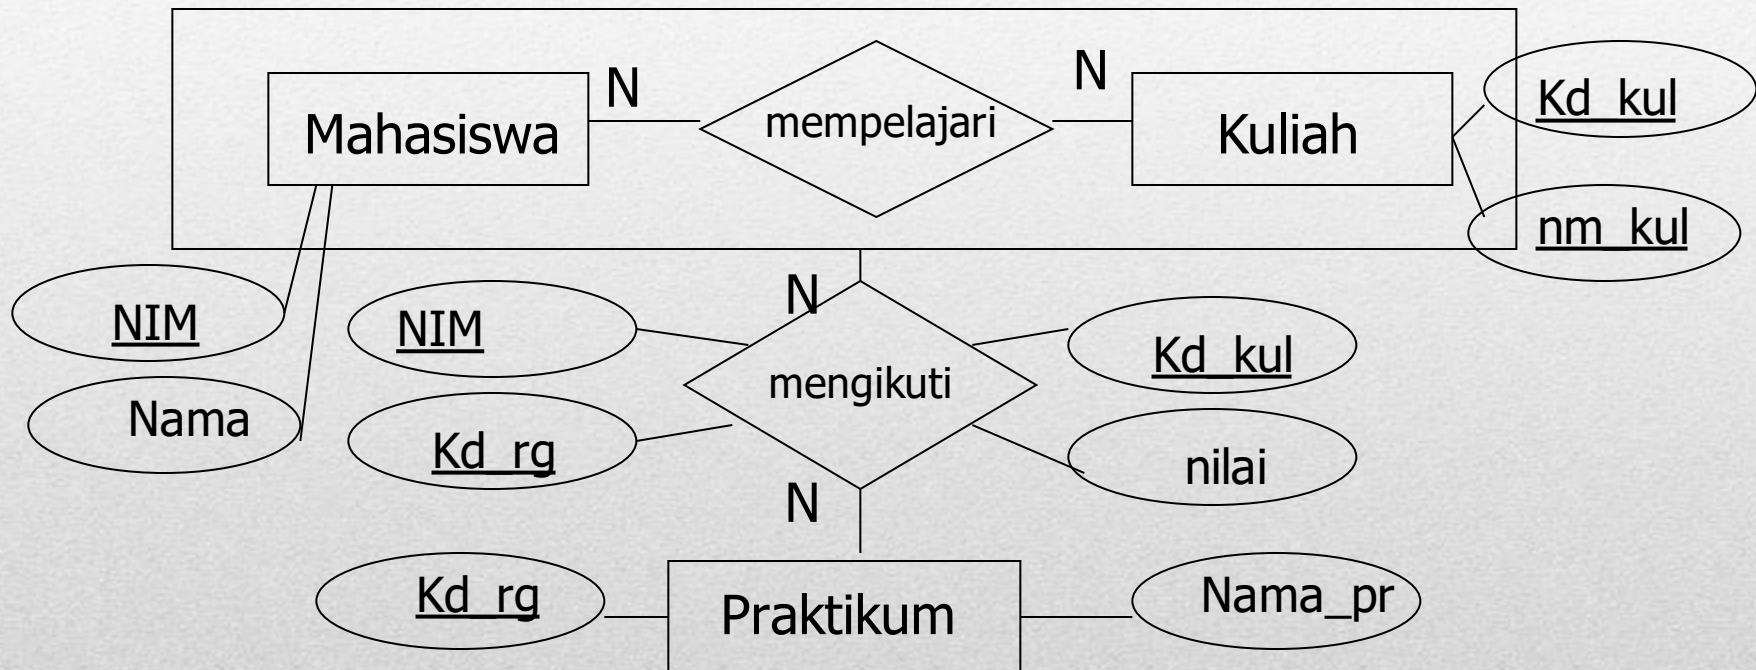 N
N
Mahasiswa
mempelajari
Kuliah
Kd_kul
nm_kul
N
NIM
NIM
Kd_kul
Nama
mengikuti
Kd_rg
nilai
N
Kd_rg
Praktikum
Nama_pr